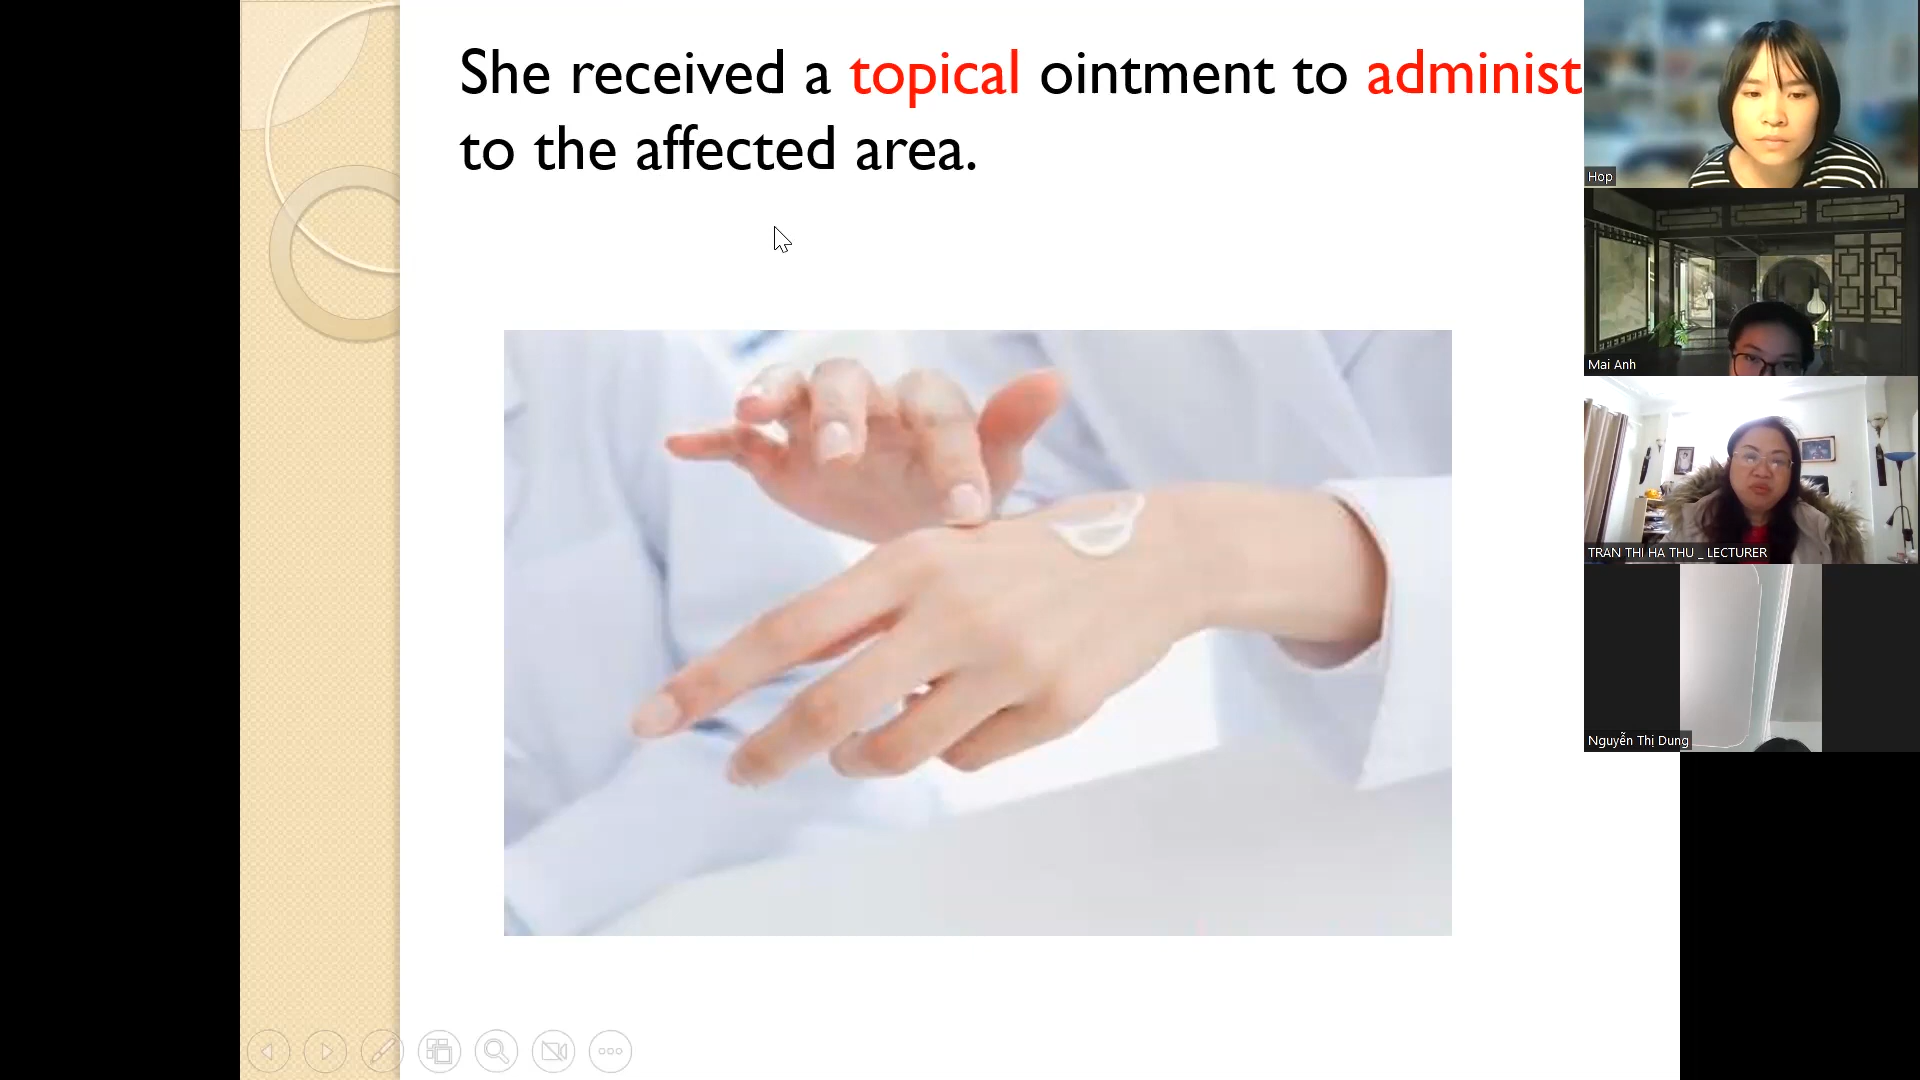 She received a topical ointment to administ
to the affected area.
Hop
Mai Anh
TRAN THI HA THU _ LECTURER
Nguyễn Thị Dung